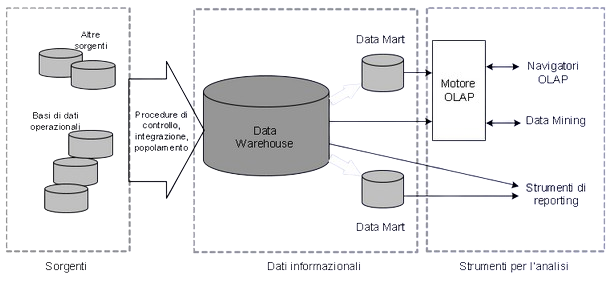 Altre
sorgenti
Basi di dati
operazionali
Procedure di
controllo,
integrazione,
popolamento
Data
Warehouse
Data Mart
Data Mart
Motore
OLAP
Navigatori
OLAP
Data Mining
Strumenti di
reporting
Sorgenti
Dati informazionali
Strumenti per l'analisi